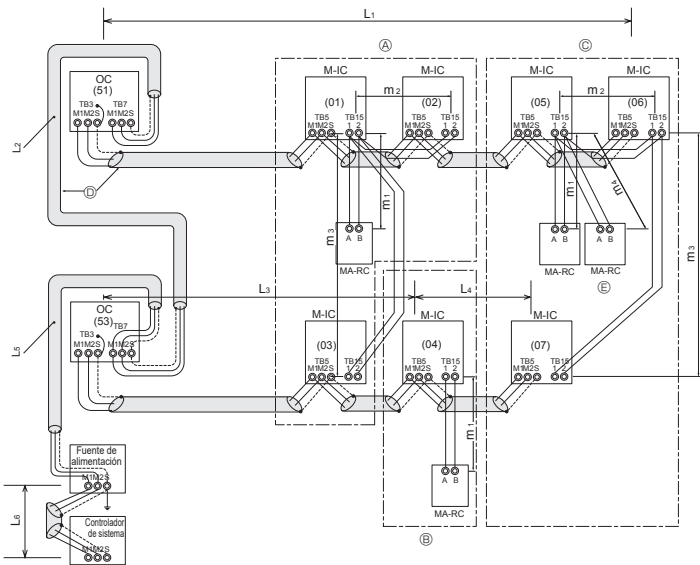 L1
Ⓐ
Ⓒ
M-IC
M-IC
M-IC
M-IC
OC
(51)
TB3
TB7
M1M2S
M1M2S
(01)
TB5
M1M2S
TB15
1 2
m2
(02)
TB5
M1M2S
TB15
1 2
(05)
TB5
M1M2S
TB15
1 2
m2
(06)
TB5
M1M2S
TB15
1 2
L2
Ⓓ
m1
m3
m1
m4
m3
A B
MA-RC
A B
MA-RC
A B
MA-RC
Ⓔ
L3
L4
M-IC
M-IC
M-IC
OC
(53)
TB3
TB7
M1M2S
M1M2S
(03)
TB5
M1M2S
TB15
1 2
(04)
TB5
M1M2S
TB15
1 2
(07)
TB5
M1M2S
TB15
1 2
L5
m1
A B
MA-RC
Ⓑ
Fuente de
alimentación
M1M2S
L6
Controlador
de sistema
M1M2S